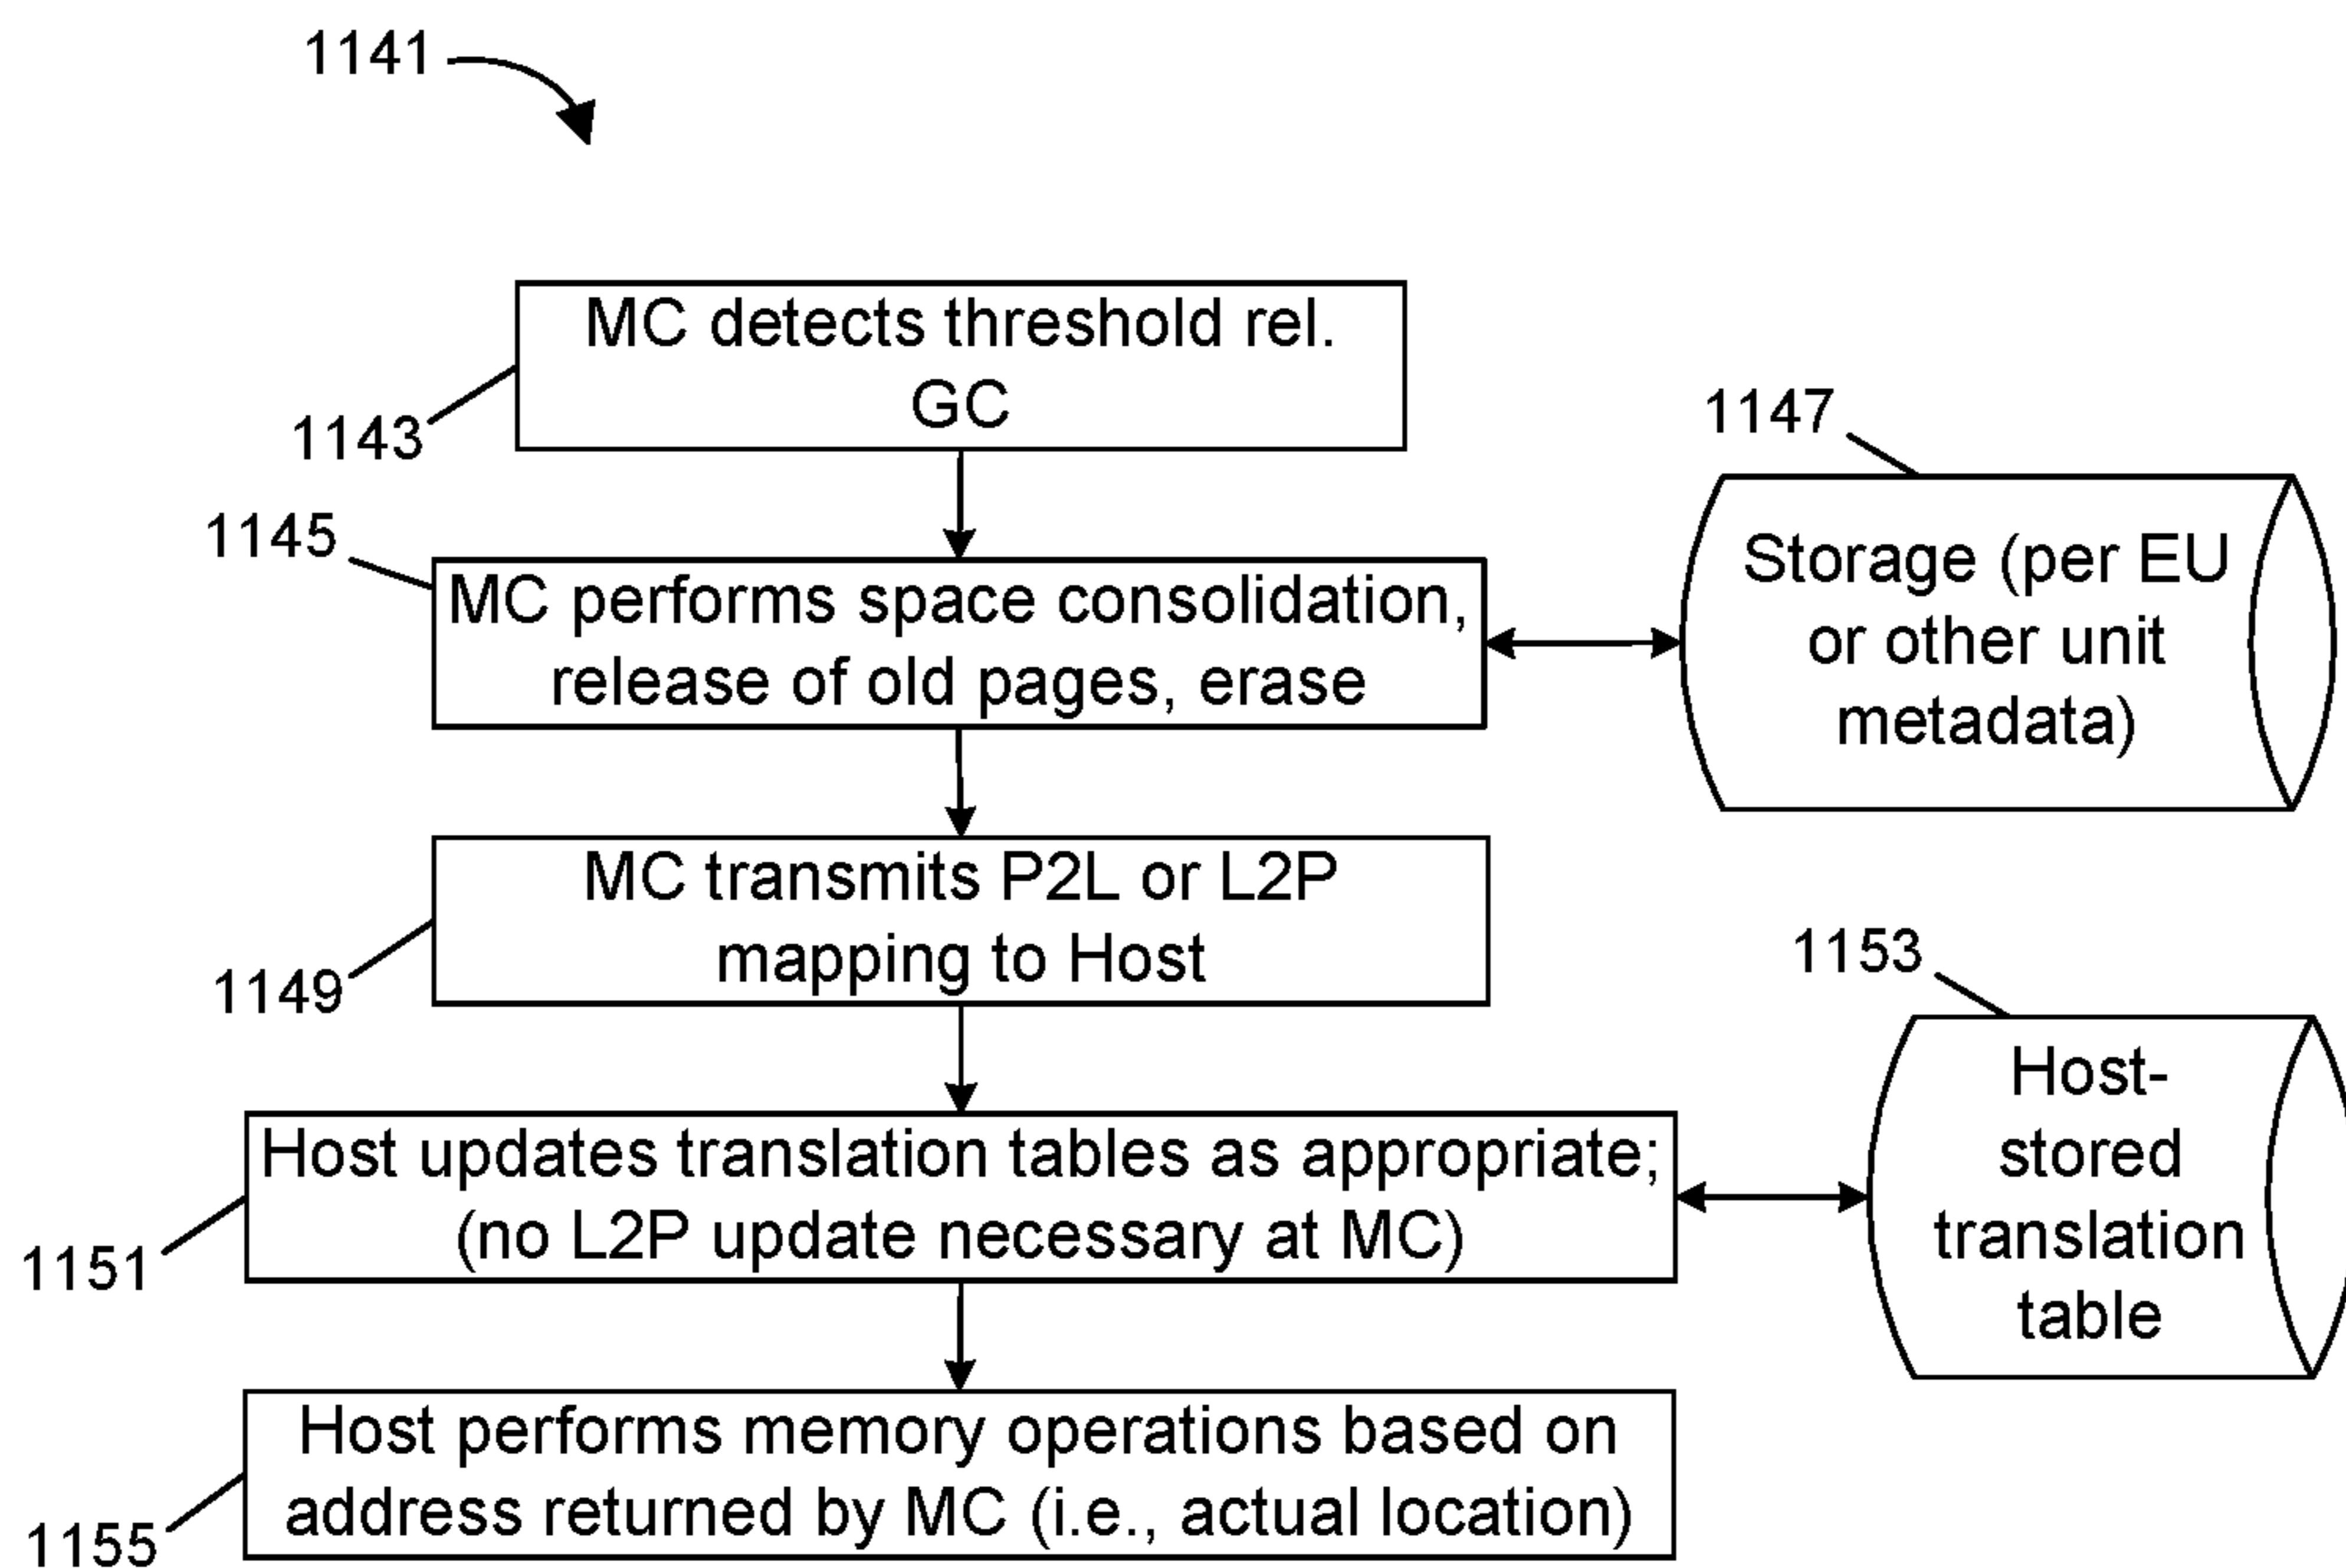 1141
MC detects threshold rel.
GC
1143
1147
1145
MC performs space consolidation,
release of old pages, erase
Storage (per EU
or other unit
metadata)
MC transmits P2L or L2P
mapping to Host
1149
1153
Host updates translation tables as appropriate;
(no L2P update necessary at MC)
1151
Host-
stored
translation
table
Host performs memory operations based on
address returned by MC (i.e., actual location)
1155